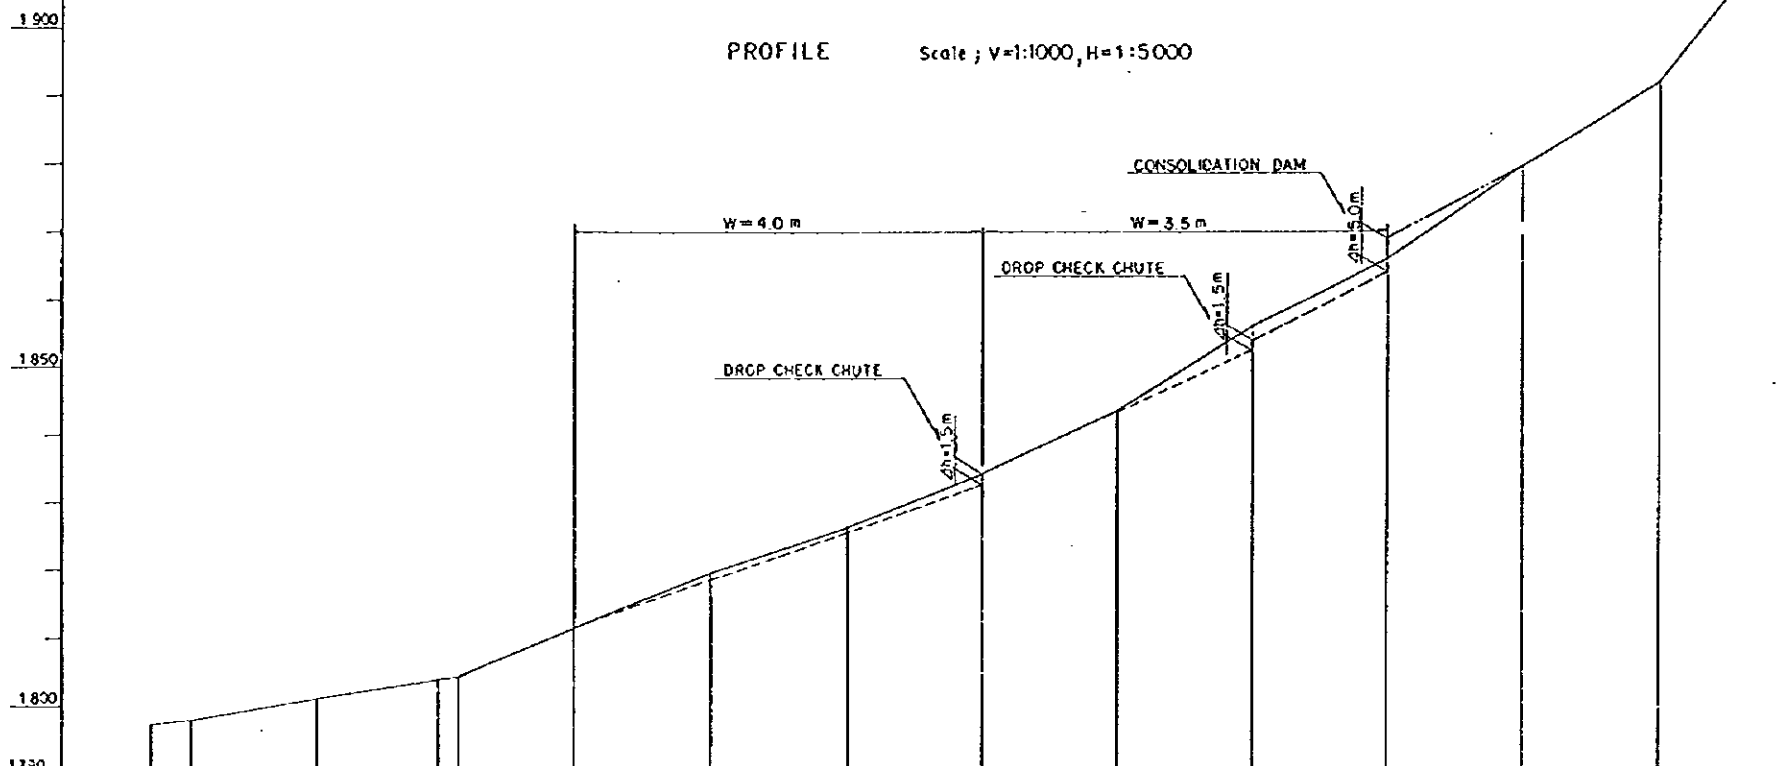 1900
PROFILE Scale ; V=1:1000, H=1:5000
CONSOLIDATION DAM
W=4.0 m
W=3.5 m
Δh=5.0m
DROP CHECK CHUTE
Δh=1.5m
1850
DROP CHECK CHUTE
Δh=1.5m
1800